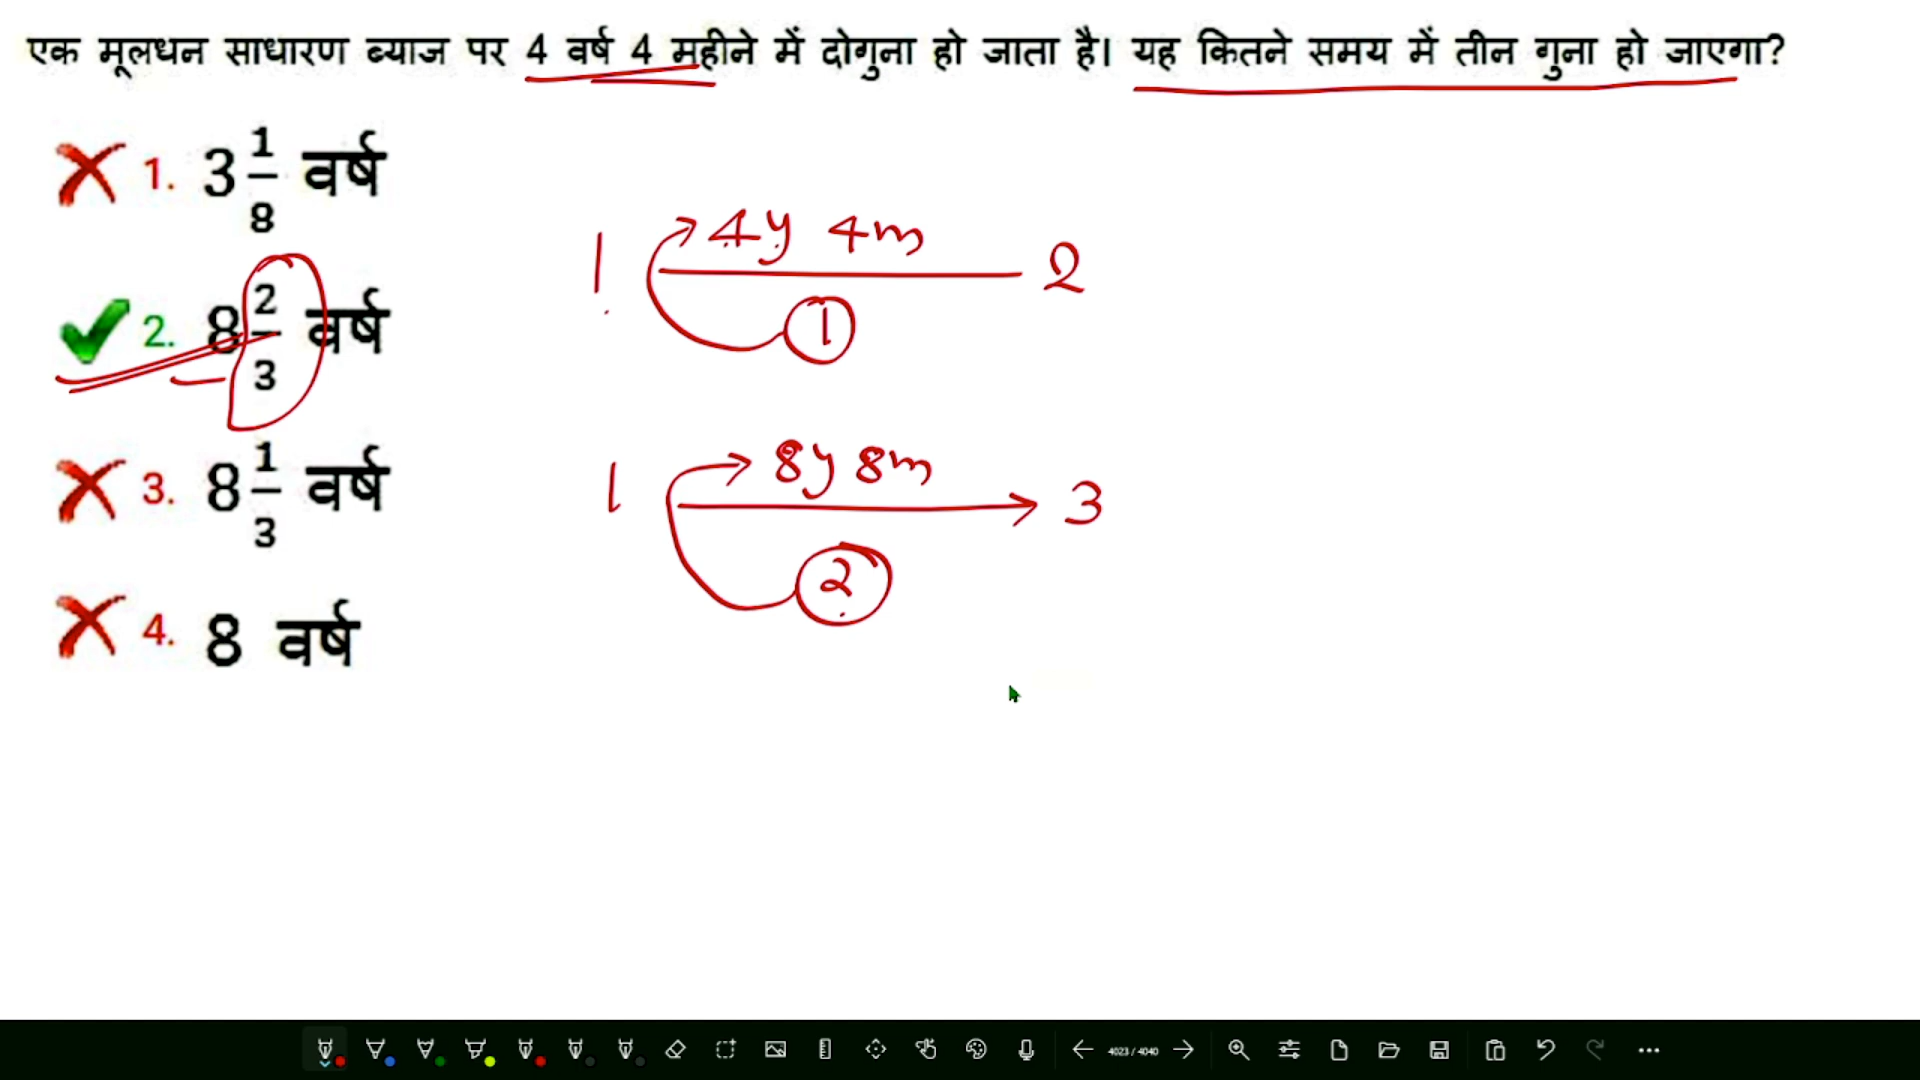 एक मूलधन साधारण ब्याज पर 4 वर्ष 4 महीने में दोगुना हो जाता है। यह कितने समय में तीन गुना हो जाएगा?
1. 3 1/8 वर्ष
2. 8 2/3 वर्ष
3. 8 1/3 वर्ष
4. 8 वर्ष
1 4y 4m 2
1
1 8y 8m 3
2
4023 / 4040